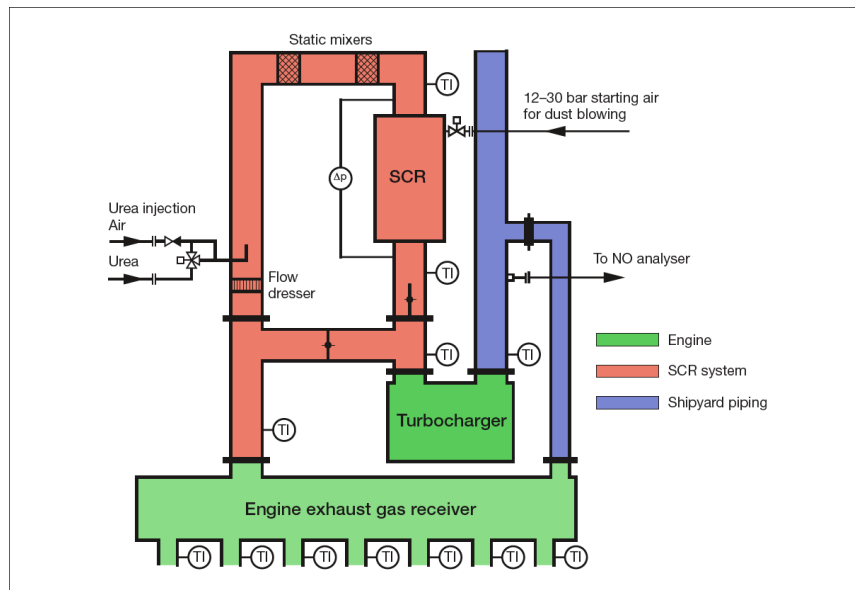 Static mixers
TI
12–30 bar starting air
for dust blowing
SCR
Δp
Urea injection
Air
Urea
Flow
dresser
TI
To NO analyser
TI
TI
Engine
SCR system
Shipyard piping
Turbocharger
TI
Engine exhaust gas receiver
TI
TI
TI
TI
TI
TI
TI